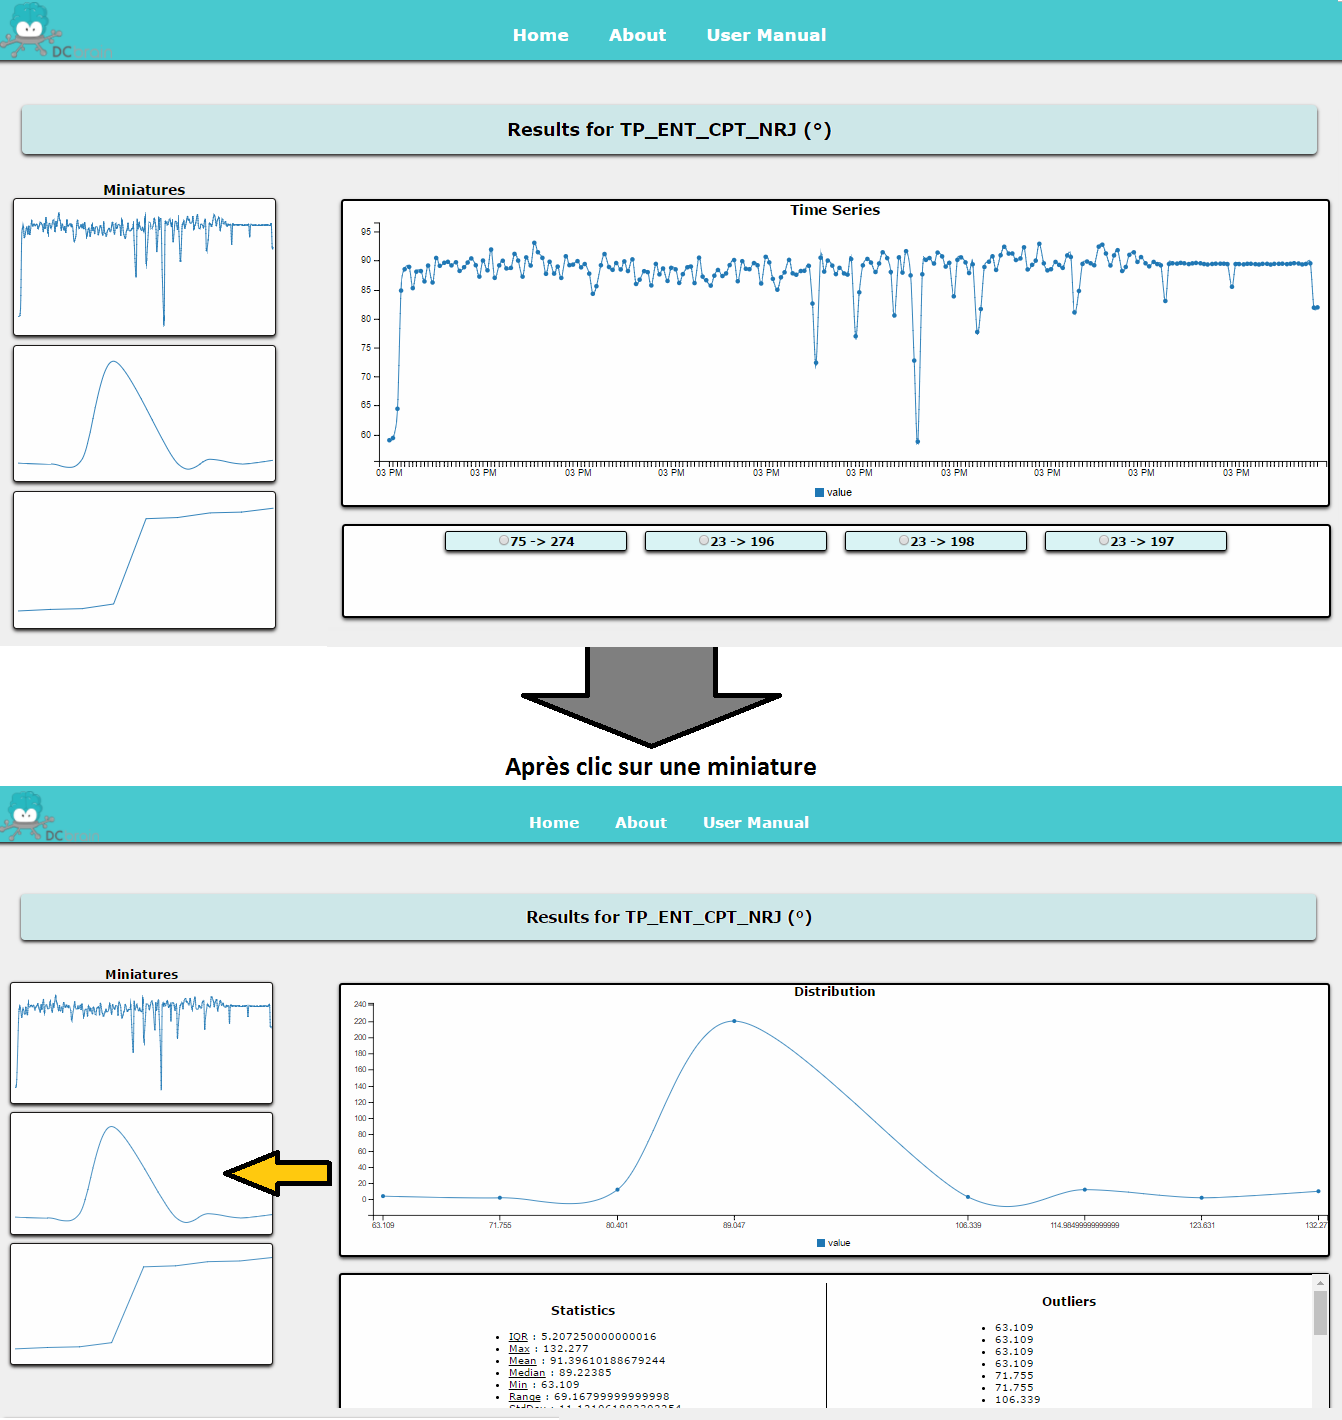 DC
Home About User Manual
Results for TP_ENT_CPT_NRJ (°)
Miniatures
Time Series
95
90
85
80
75
70
65
60
03 PM 03 PM 03 PM 03 PM 03 PM 03 PM 03 PM 03 PM 03 PM 03 PM
value
75 -> 274 23 -> 196 23 -> 198 23 -> 197
Après clic sur une miniature
DC
Home About User Manual
Results for TP_ENT_CPT_NRJ (°)
Miniatures
Distribution
240
220
200
180
160
140
120
100
80
60
40
20
0
63.109 71.755 80.401 89.047 106.339 114.98499999999999 123.631 132.27
value
Statistics
IQR : 5.207250000000016
Max : 132.277
Mean : 91.39610188679244
Median : 89.22385
Min : 63.109
Range : 69.16799999999998
Outliers
63.109
63.109
63.109
63.109
71.755
71.755
106.339